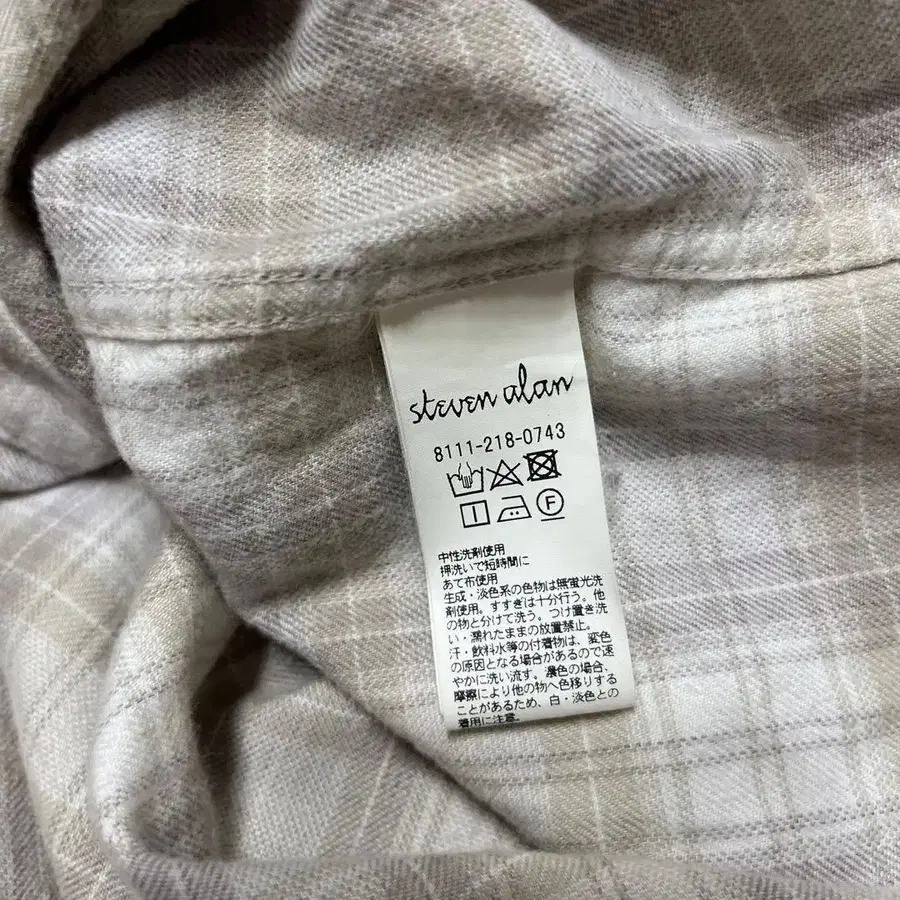 steven alan
8111-218-0743
F
中性洗剤使用
押洗いで短時間に
あて布使用
生成・淡色系の色物は無蛍光洗
剤使用。すすぎは十分行う。他
の物と分けて洗う。つけ置き洗
い・濡れたままの放置禁止。
汗・飲料水等の付着物は、変色
の原因となる場合があるので速
やかに洗い流す。濃色の場合、
摩擦により他の物へ色移りする
ことがあるため、白・淡色との
着用に注意。